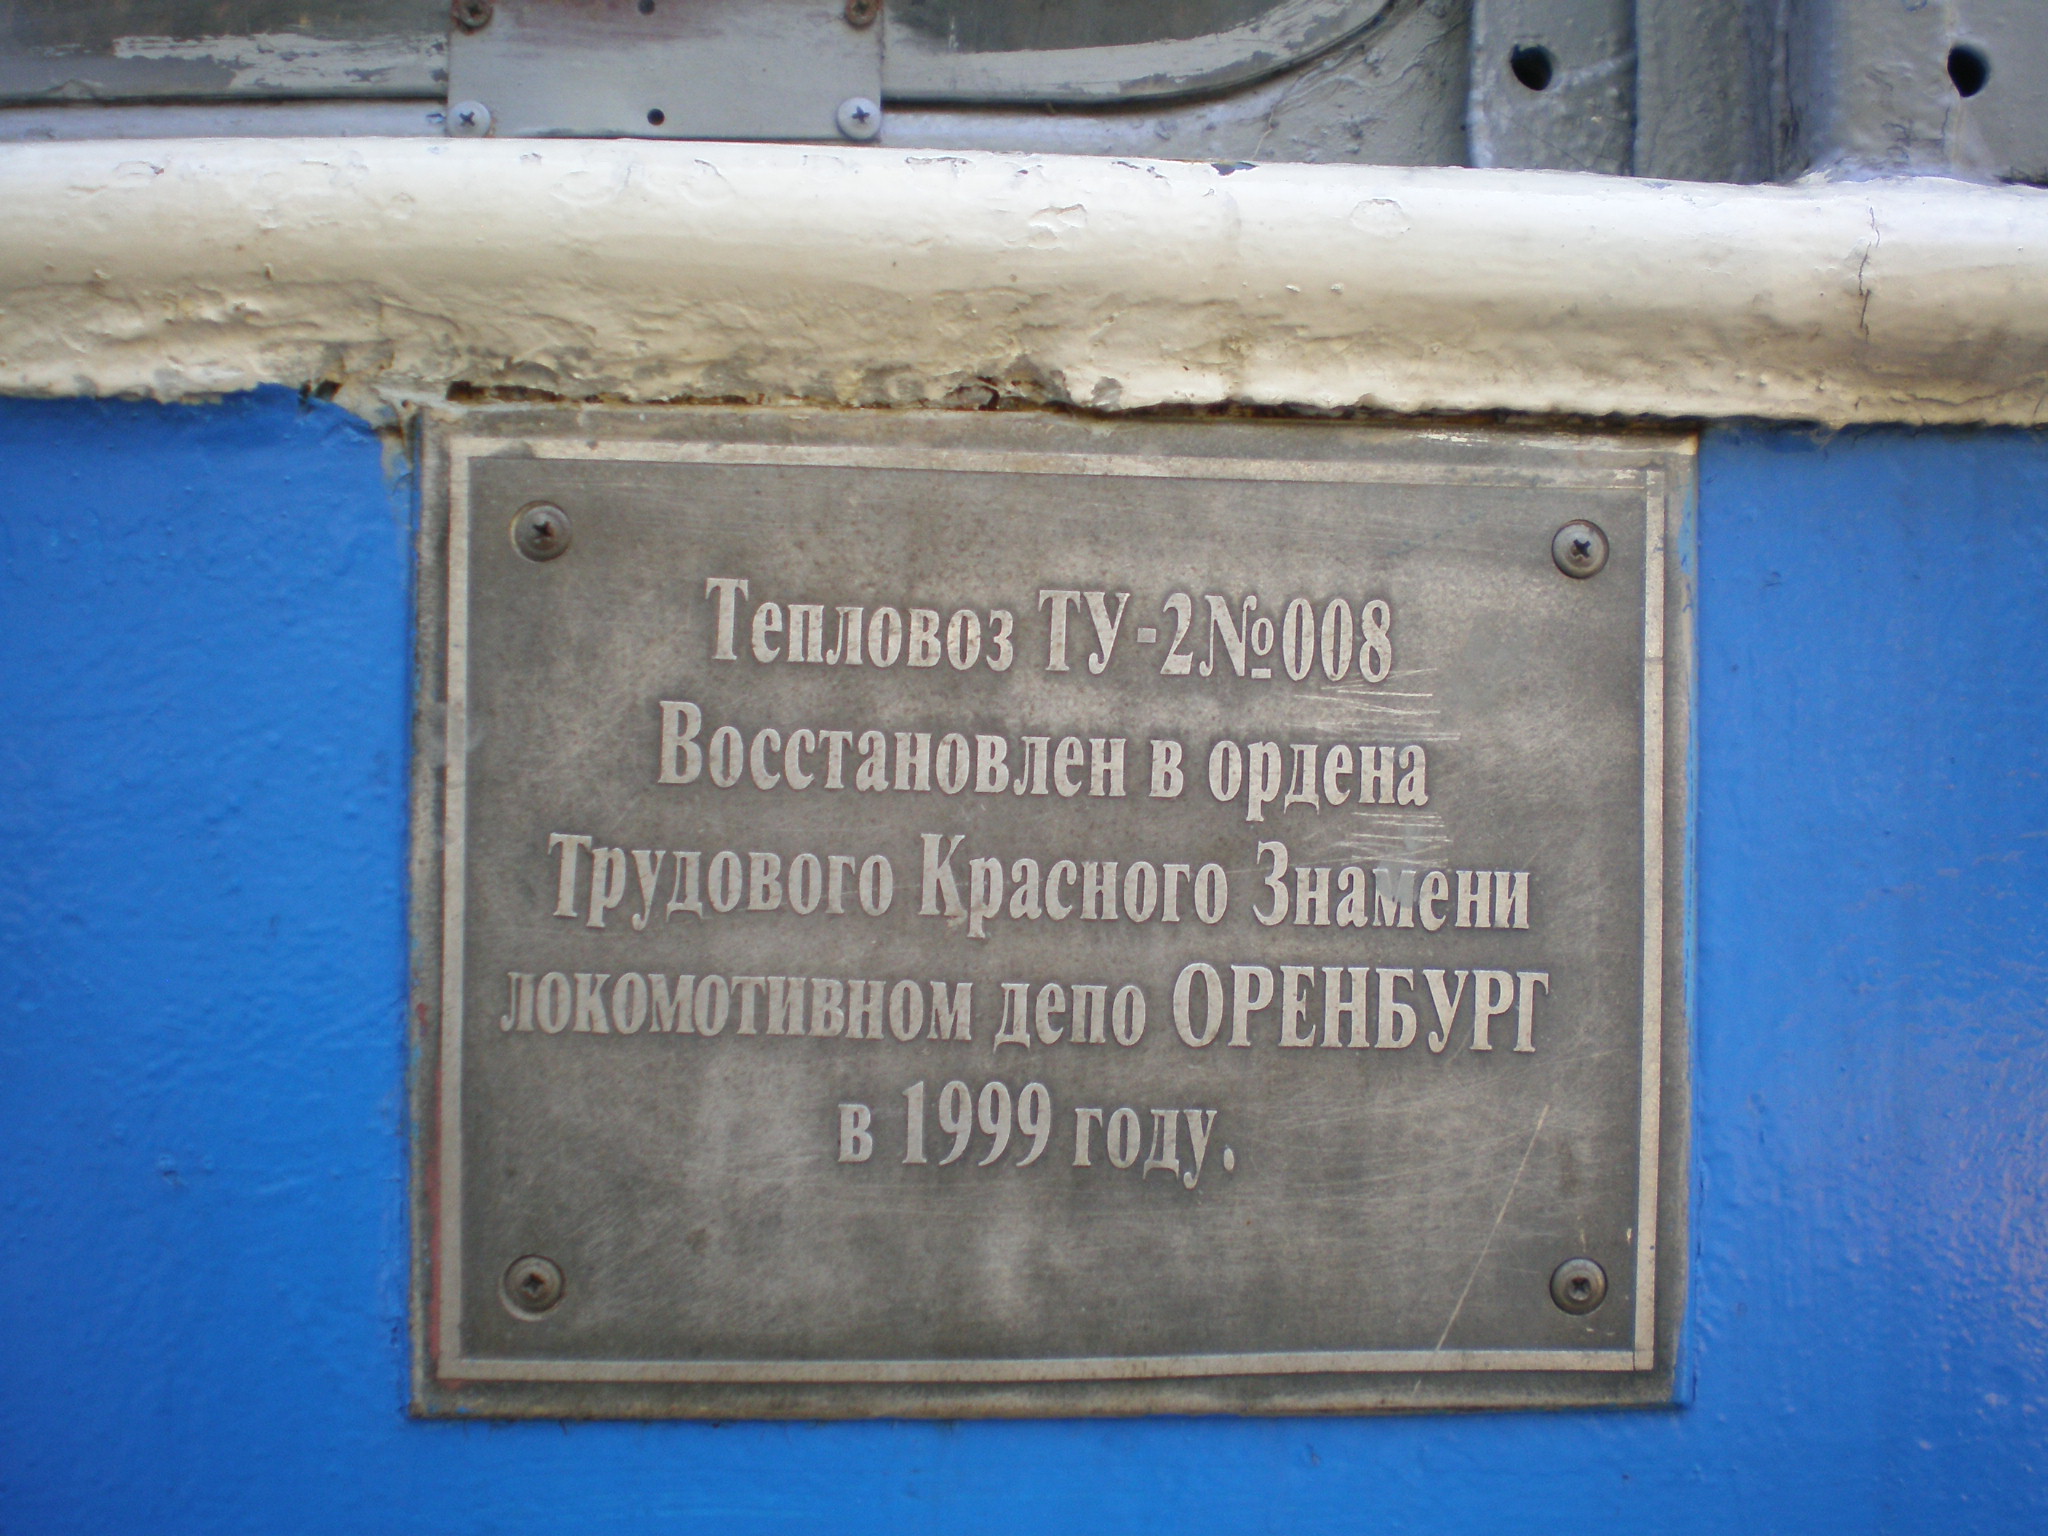 Тепловоз ТУ-2№008
Восстановлен в ордена
Трудового Красного Знамени
локомотивном депо ОРЕНБУРГ
в 1999 году.